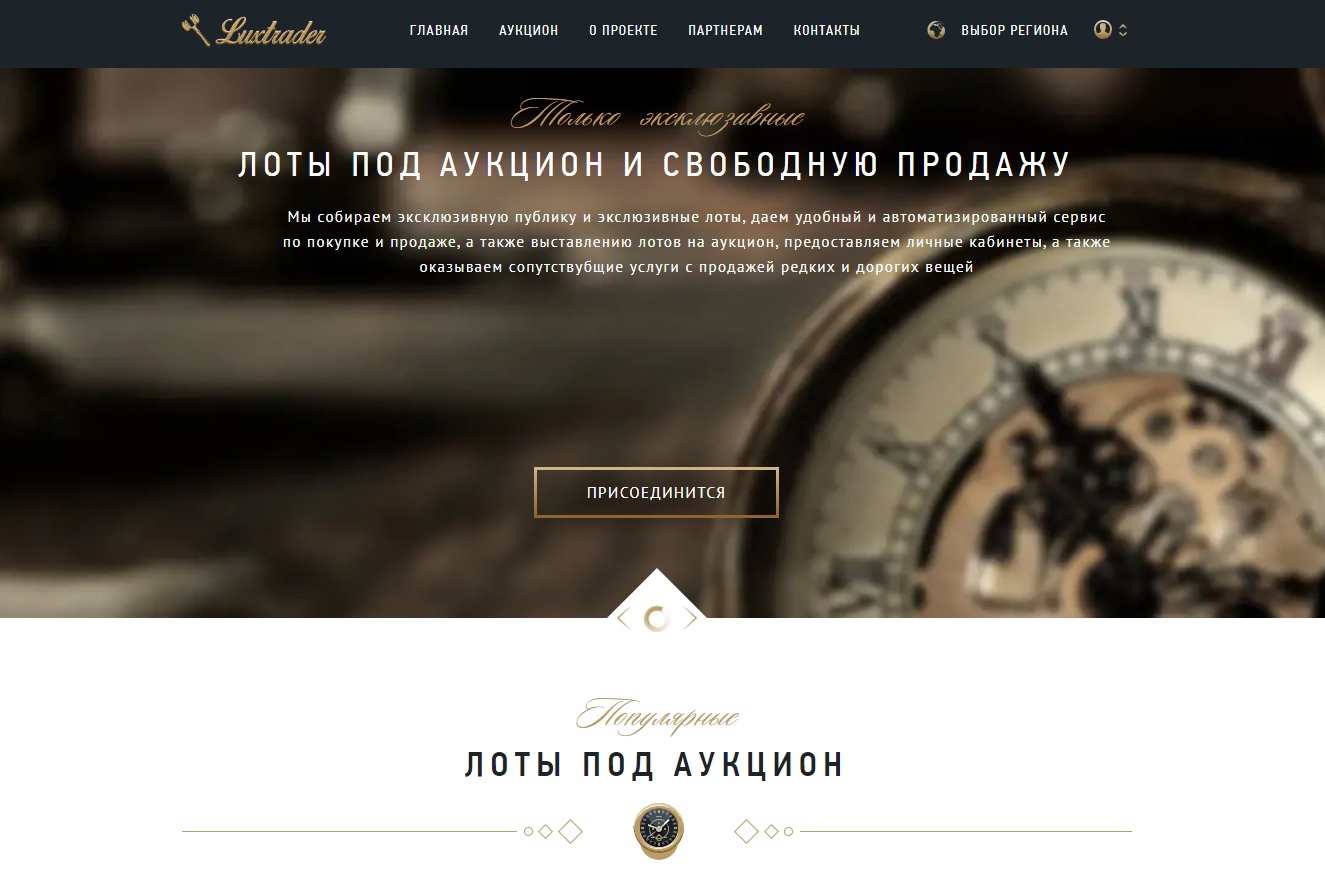 Luxtrader
ГЛАВНАЯ АУКЦИОН О ПРОЕКТЕ ПАРТНЕРАМ КОНТАКТЫ ВЫБОР РЕГИОНА
Только эксклюзивные
ЛОТЫ ПОД АУКЦИОН И СВОБОДНУЮ ПРОДАЖУ
Мы собираем эксклюзивную публику и экслюзивные лоты, даем удобный и автоматизированный сервис
по покупке и продаже, а также выставлению лотов на аукцион, предоставляем личные кабинеты, а также
оказываем сопутствубщие услуги с продажей редких и дорогих вещей
ПРИСОЕДИНИТСЯ
Популярные
ЛОТЫ ПОД АУКЦИОН